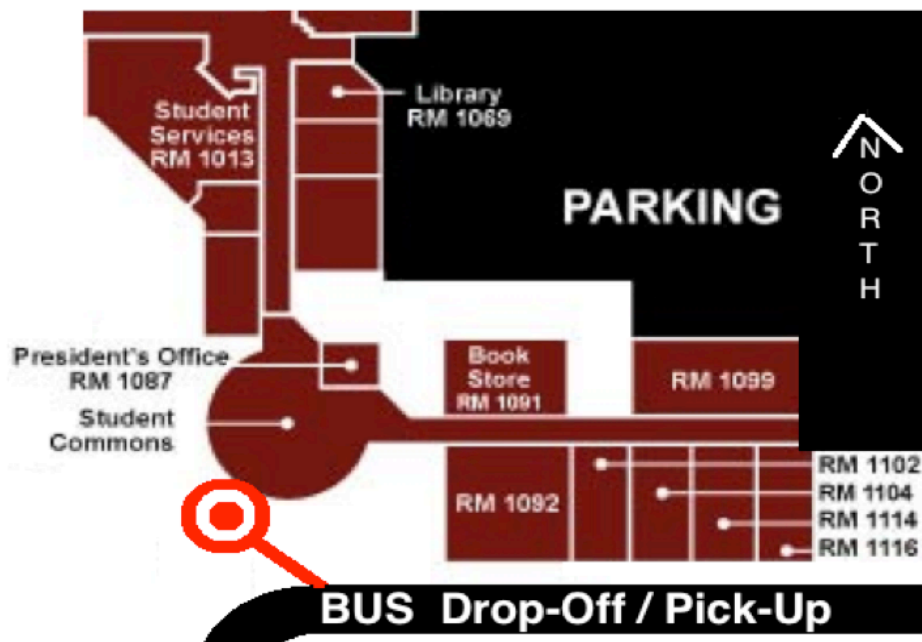 Library
RM 1069
Student
Services
RM 1013
NORTH
PARKING
President's Office
RM 1087
Student
Commons
Book
Store
RM 1091
RM 1099
RM 1092
RM 1102
RM 1104
RM 1114
RM 1116
BUS Drop-Off / Pick-Up